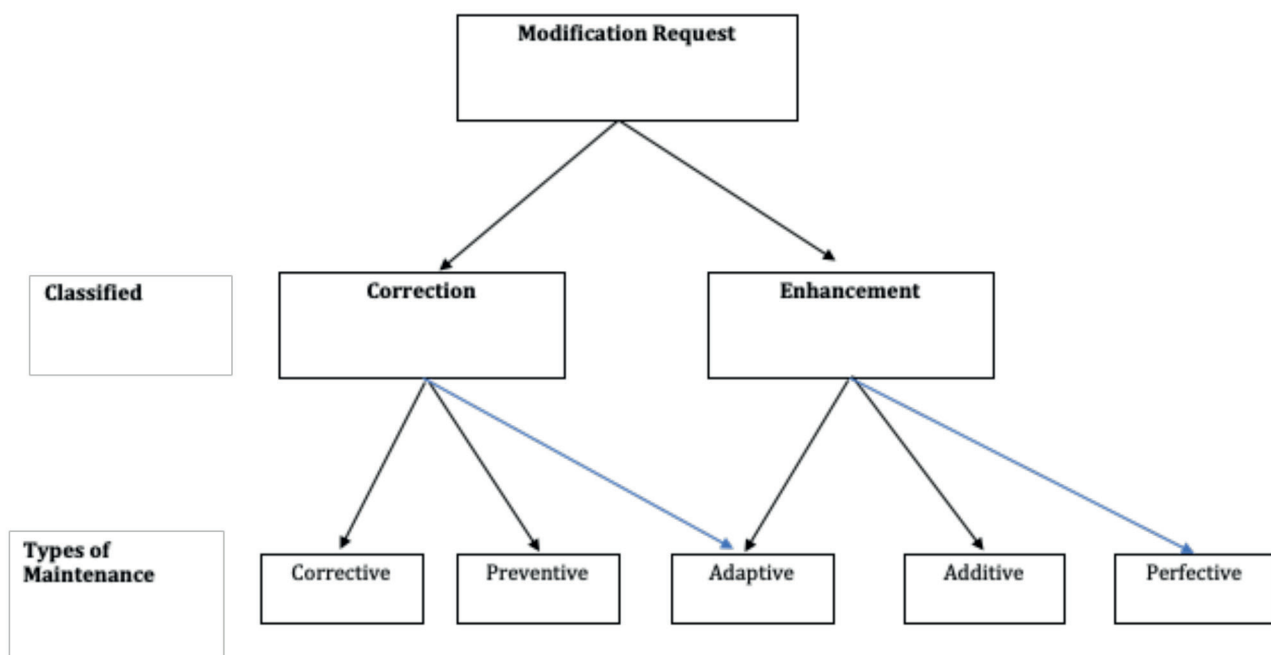 Modification Request
Classified
Correction
Enhancement
Types of
Maintenance
Corrective
Preventive
Adaptive
Additive
Perfective